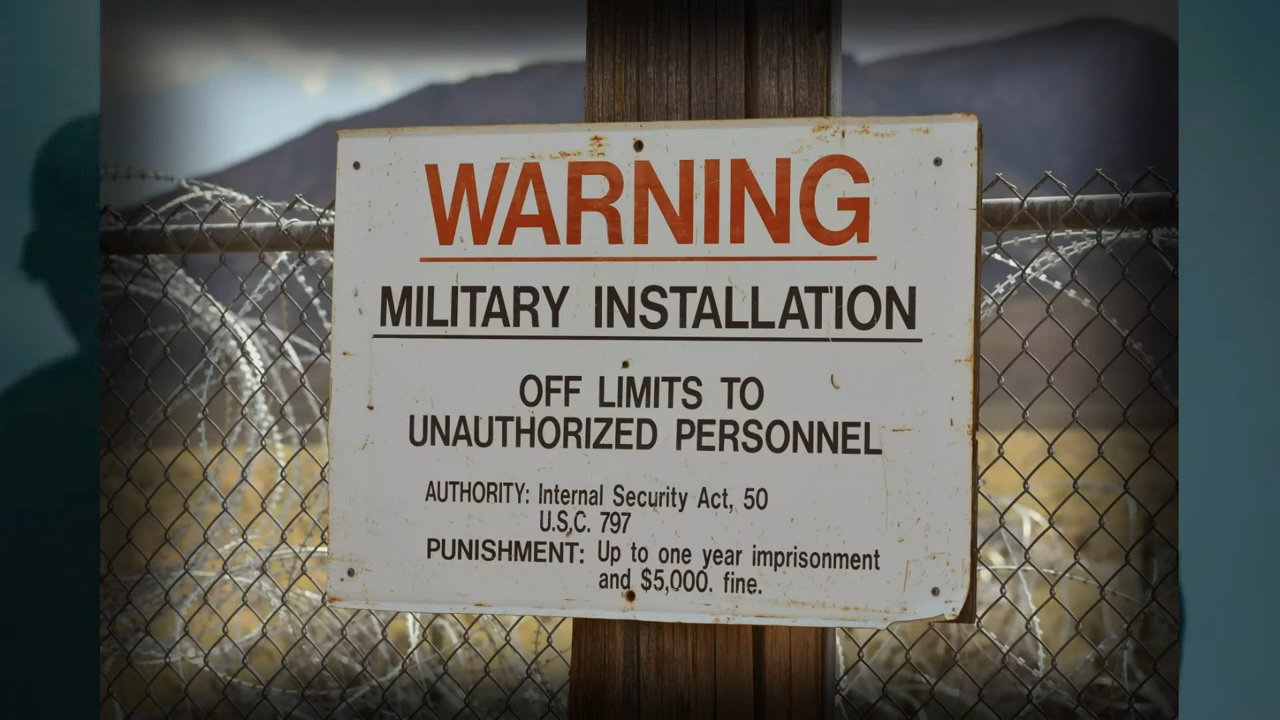 WARNING
MILITARY INSTALLATION
OFF LIMITS TO
UNAUTHORIZED PERSONNEL
AUTHORITY: Internal Security Act, 50
U.S,C. 797
PUNISHMENT: Up to one year imprisonment
and $5,000. fine.